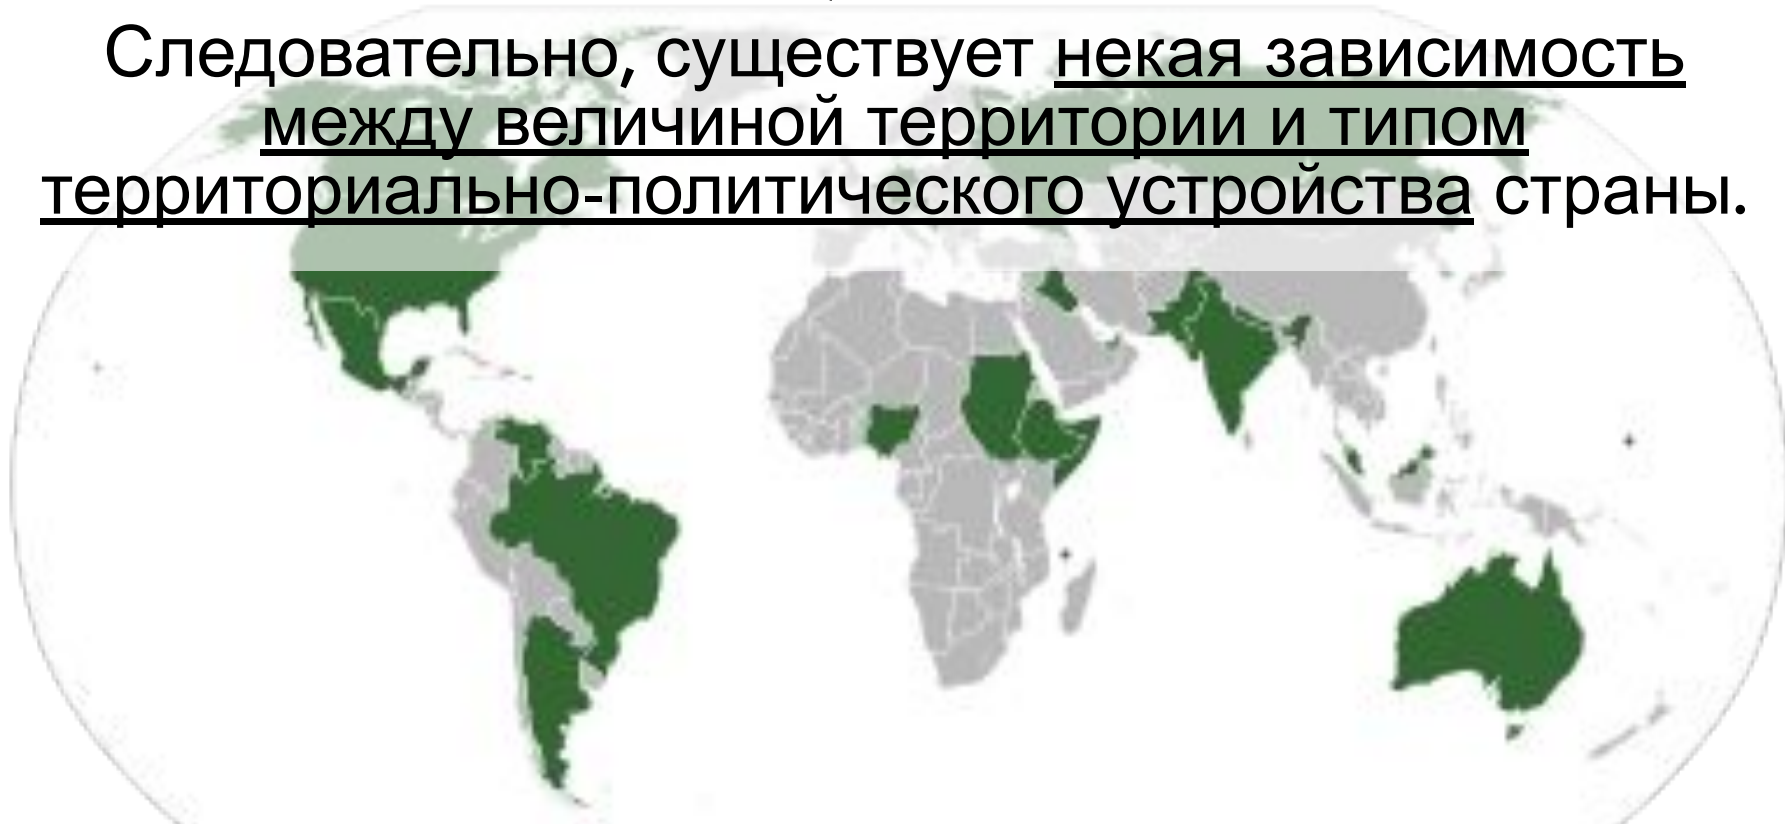 Следовательно, существует некая зависимость
между величиной территории и типом
территориально-политического устройства страны.